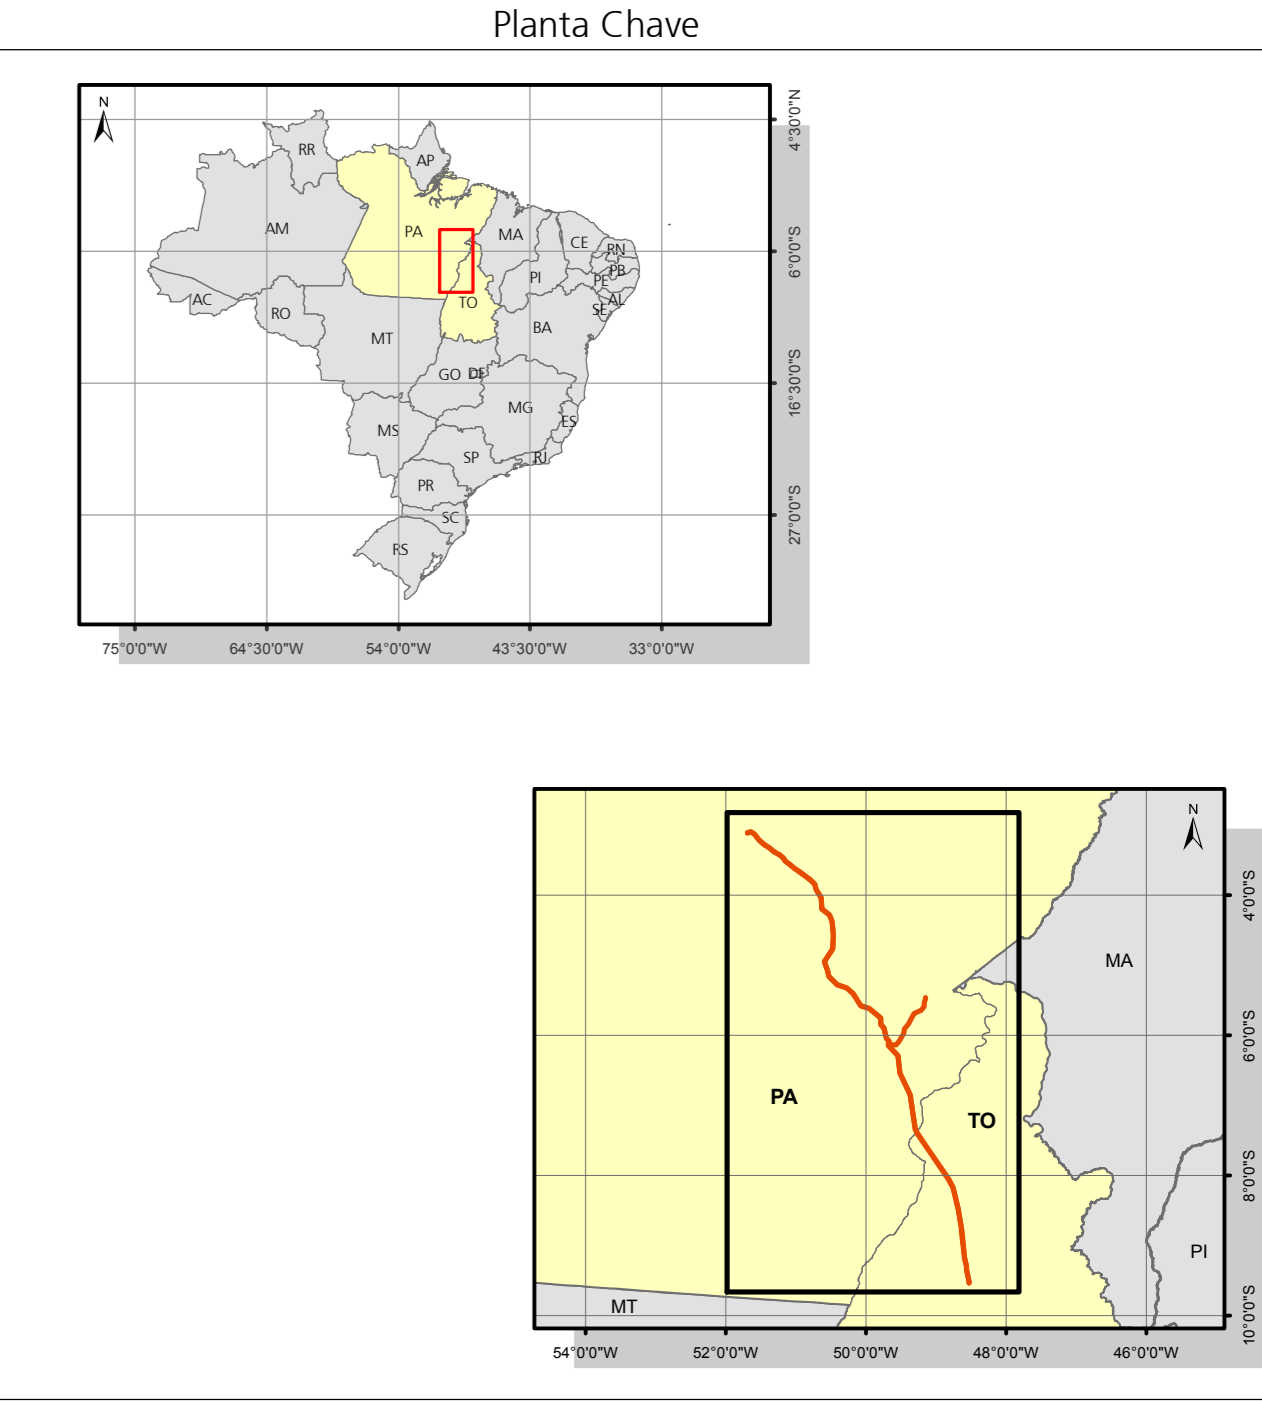 Planta Chave
N
4°30'0"N
RR
AP
AM
PA
MA
CE
RN
6°0'0"S
PI
PB
PE
AC
TO
AL
SE
RO
BA
MT
GO
DF
16°30'0"S
MG
ES
MS
SP
RJ
PR
27°0'0"S
SC
RS
75°0'0"W
64°30'0"W
54°0'0"W
43°30'0"W
33°0'0"W
N
4°0'0"S
MA
6°0'0"S
PA
TO
8°0'0"S
PI
MT
10°0'0"S
54°0'0"W
52°0'0"W
50°0'0"W
48°0'0"W
46°0'0"W